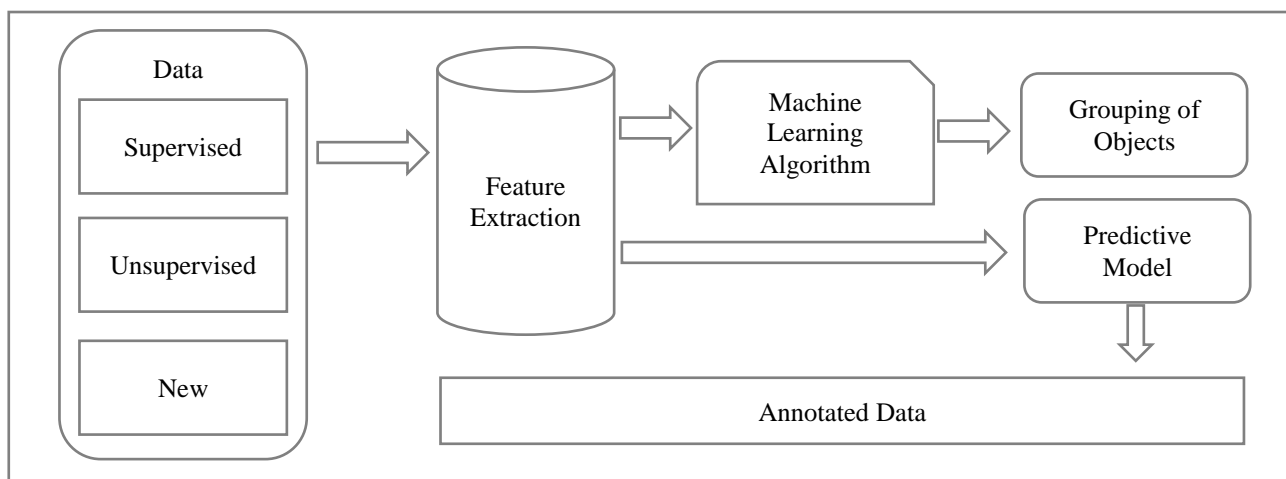 Data
Supervised
Unsupervised
New
Feature
Extraction
Machine
Learning
Algorithm
Grouping of
Objects
Predictive
Model
Annotated Data